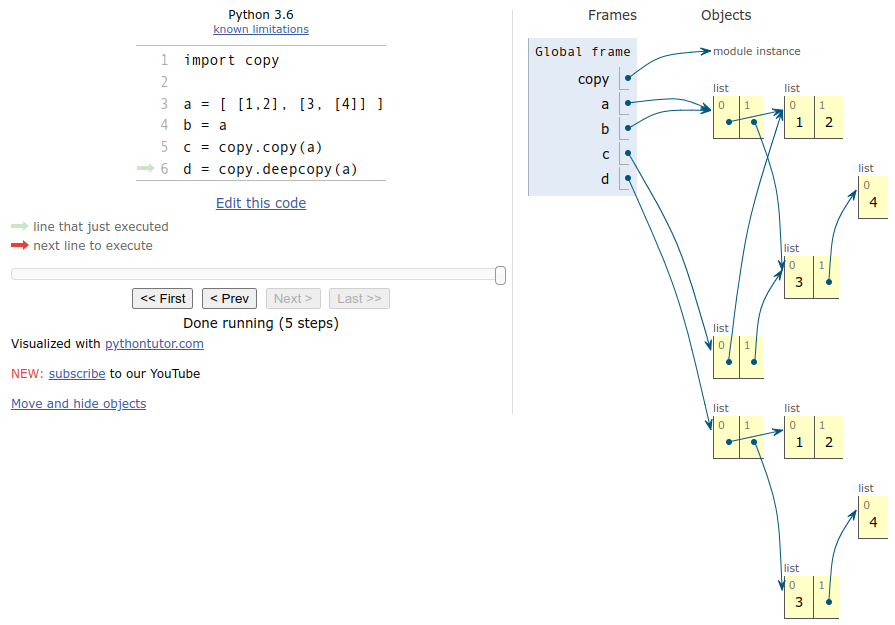 Python 3.6
known limitations
1 import copy
2
3 a = [ [1,2], [3, [4]] ]
4 b = a
5 c = copy.copy(a)
6 d = copy.deepcopy(a)
Edit this code
line that just executed
next line to execute
<< First < Prev Next > Last >>
Done running (5 steps)
Visualized with pythontutor.com
NEW: subscribe to our YouTube
Move and hide objects
Frames Objects
Global frame
copy
a
b
c
d
module instance
list list
0 1 0 1
1 2
list
0
4
list
0 1
3
list
0 1
list list
0 1 0 1
1 2
list
0
4
list
0 1
3